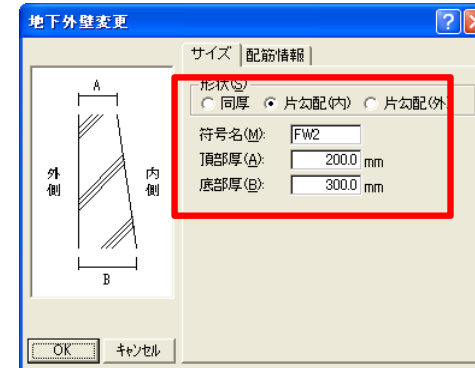 地下外壁変更
サイズ 配筋情報
形状(S)
同厚 片勾配(内) 片勾配(外
符号名(M): FW2
頂部厚(A): 200.0 mm
底部厚(B): 300.0 mm
A
外側
内側
B
OK キャンセル